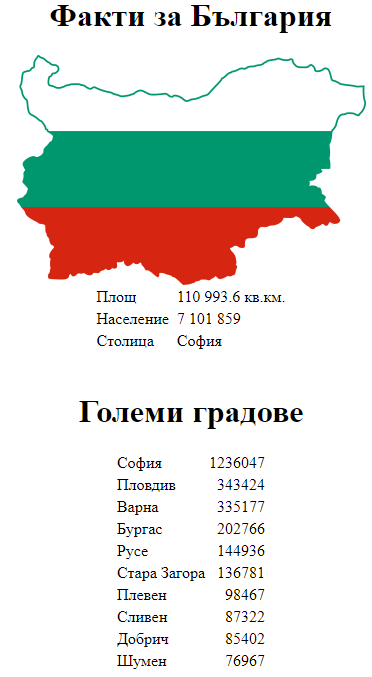 Факти за България
Площ 110 993.6 кв.км.
Население 7 101 859
Столица София
Големи градове
София 1236047
Пловдив 343424
Варна 335177
Бургас 202766
Русе 144936
Стара Загора 136781
Плевен 98467
Сливен 87322
Добрич 85402
Шумен 76967